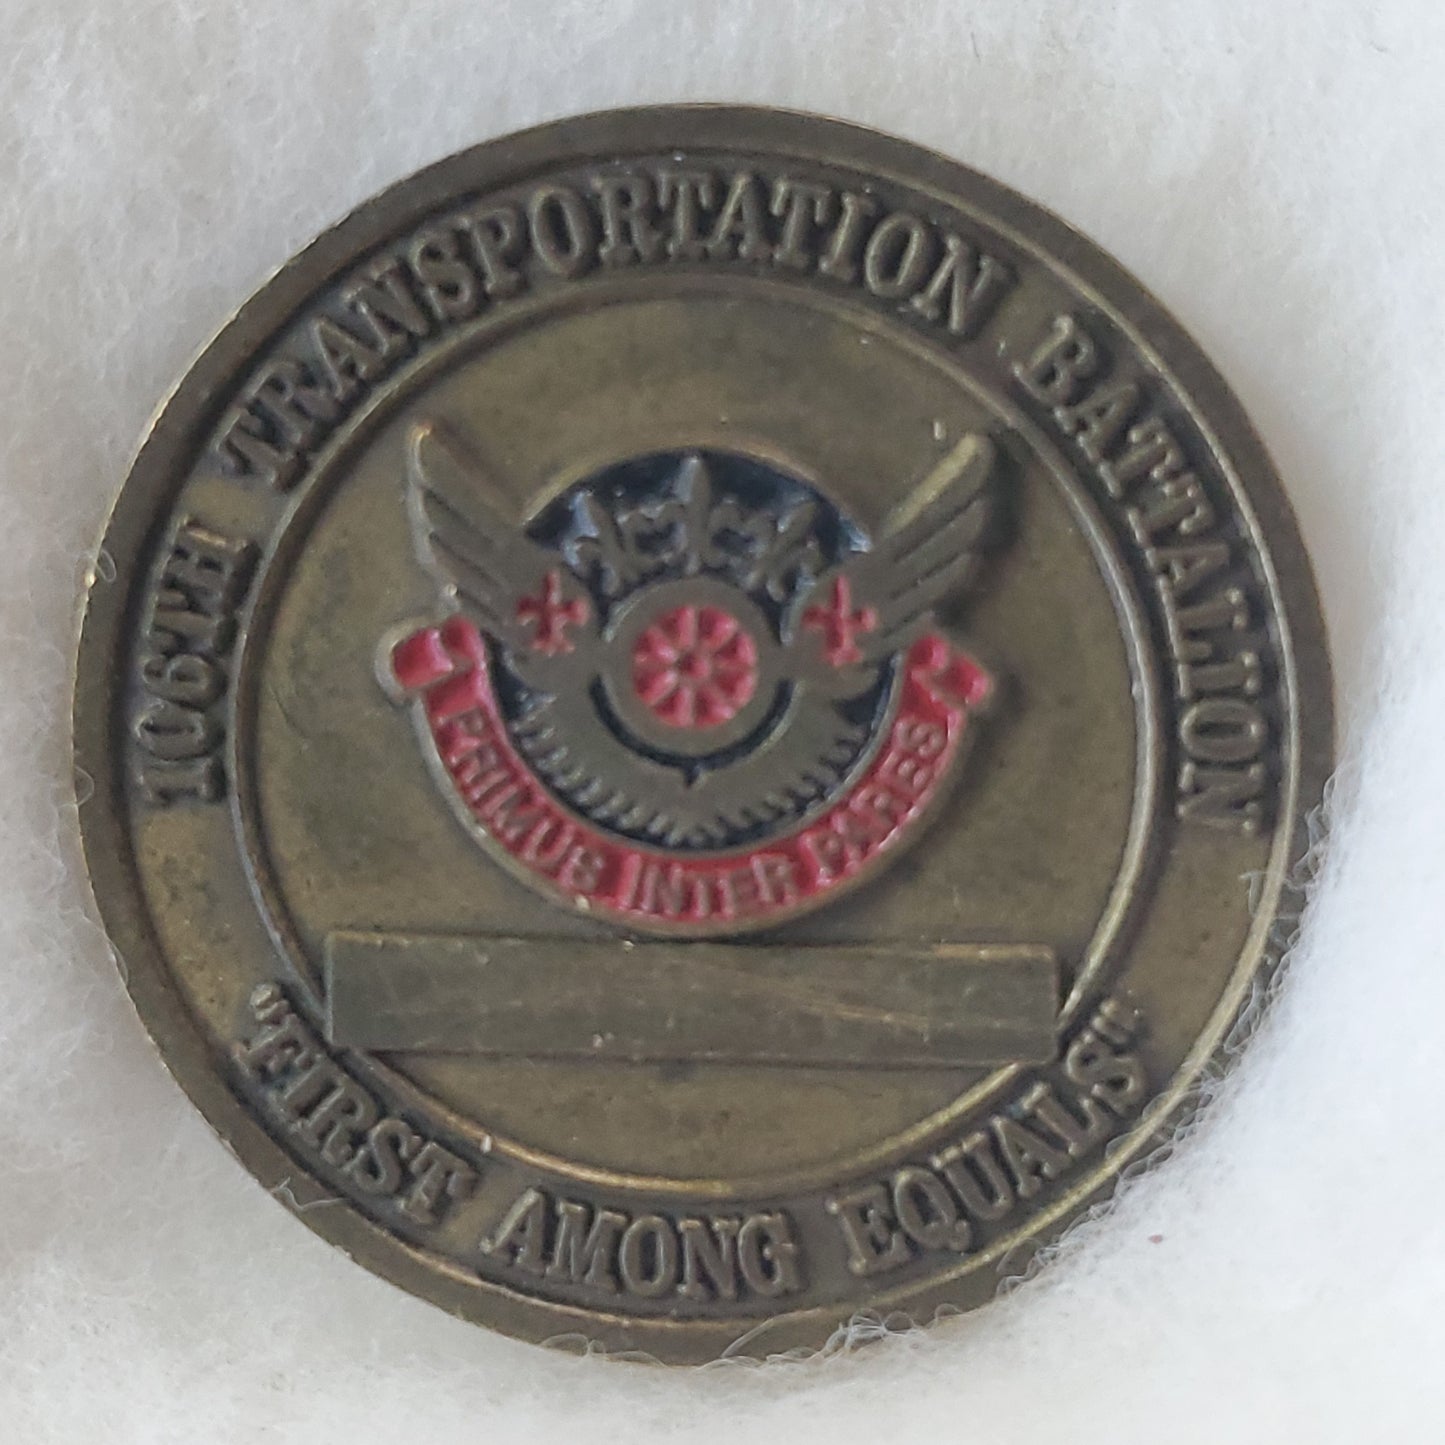 106TH TRANSPORTATION BATTALION
PRIMUS INTER PARES
"FIRST AMONG EQUALS"